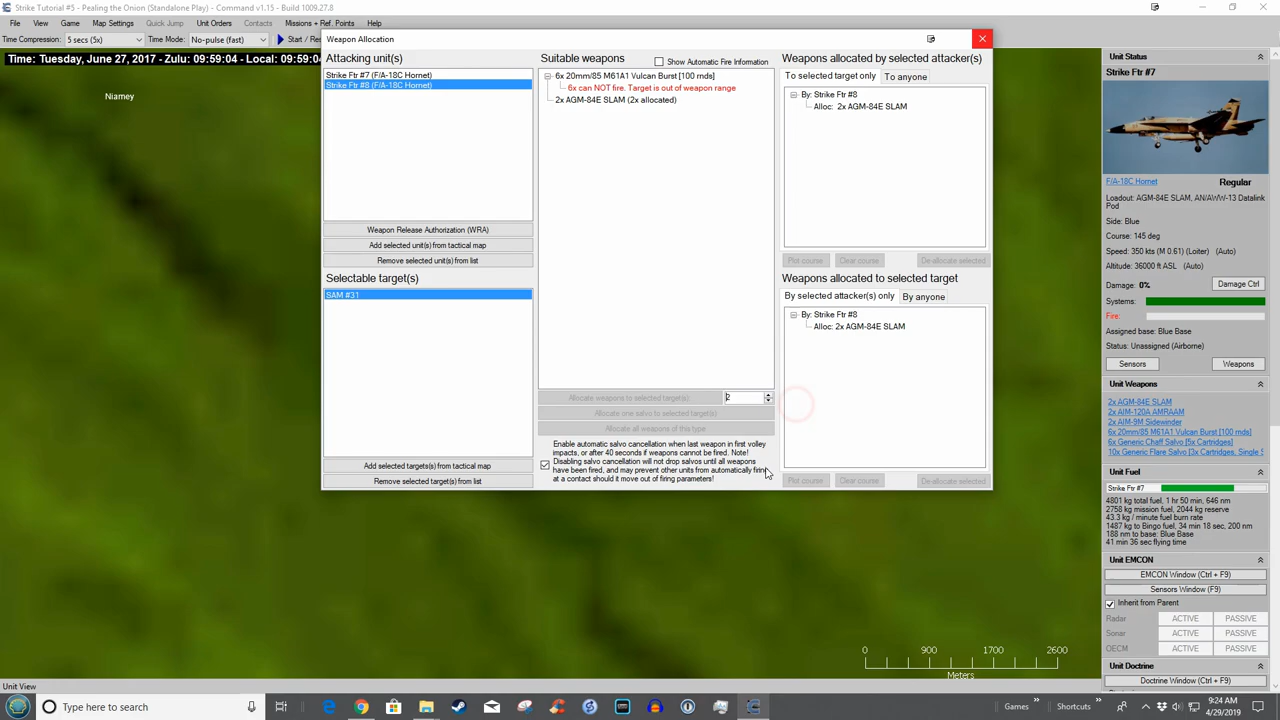 Strike Tutorial #5 - Pealing the Onion (Standalone Play) - Command v1.15 - Build 1009.27.8
File View Game Map Settings Quick Jump Unit Orders Contacts Missions + Ref. Points Help
Time Compression: 5 secs (5x) Time Mode: No-pulse (fast) Start / Re
Time: Tuesday, June 27, 2017 - Zulu: 09:59:04 - Local: 09:59:04
Niamey
Weapon Allocation
Attacking unit(s)
Strike Ftr #7 (F/A-18C Hornet)
Strike Ftr #8 (F/A-18C Hornet)
Weapon Release Authorization (WRA)
Add selected unit(s) from tactical map
Remove selected unit(s) from list
Selectable target(s)
SAM #31
Add selected targets(s) from tactical map
Remove selected target(s) from list
Suitable weapons
Show Automatic Fire Information
6x 20mm/85 M61A1 Vulcan Burst [100 rnds]
6x can NOT fire. Target is out of weapon range
2x AGM-84E SLAM (2x allocated)
Allocate weapons to selected target(s) 2
Allocate one salvo to selected target(s)
Allocate all weapons of this type
Enable automatic salvo cancellation when last weapon in first volley
impacts, or after 40 seconds if weapons cannot be fired. Note!
Disabling salvo cancellation will not drop salvos until all weapons
have been fired, and may prevent other units from automatically firing
at a contact should it move out of firing parameters!
Weapons allocated by selected attacker(s)
To selected target only To anyone
By: Strike Ftr #8
Alloc: 2x AGM-84E SLAM
Plot course Clear course De-allocate selected
Weapons allocated to selected target
By selected attacker(s) only By anyone
By: Strike Ftr #8
Alloc: 2x AGM-84E SLAM
Plot course Clear course De-allocate selected
Unit Status
Strike Ftr #7
F/A-18C Hornet Regular
Loadout: AGM-84E SLAM, AN/AWW-13 Datalink
Pod
Side: Blue
Course: 145 deg
Speed: 350 kts (M 0.61) (Loiter) (Auto)
Altitude: 36000 ft ASL (Auto)
Damage: 0% Damage Ctrl
Systems:
Fire:
Assigned base: Blue Base
Status: Unassigned (Airborne)
Sensors Weapons
Unit Weapons
2x AGM-84E SLAM
2x AIM-120A AMRAAM
2x AIM-9M Sidewinder
6x 20mm/85 M61A1 Vulcan Burst [100 rnds]
6x Generic Chaff Salvo [5x Cartridges]
10x Generic Flare Salvo [3x Cartridges, Single S
Unit Fuel
Strike Ftr #7
4801 kg total fuel, 1 hr 50 min, 646 nm
2758 kg mission fuel, 2044 kg reserve
43.3 kg / minute fuel burn rate
1487 kg to Bingo fuel, 34 min 18 sec, 200 nm
188 nm to base: Blue Base
41 min 36 sec flying time
Unit EMCON
EMCON Window (Ctrl + F9)
Sensors Window (F9)
Inherit from Parent
Radar ACTIVE PASSIVE
Sonar ACTIVE PASSIVE
OECM ACTIVE PASSIVE
Unit Doctrine
Doctrine Window (Ctrl + F9)
0 900 1700 2600
Meters
Unit View
Type here to search
Games Shortcuts
9:24 AM
4/29/2019